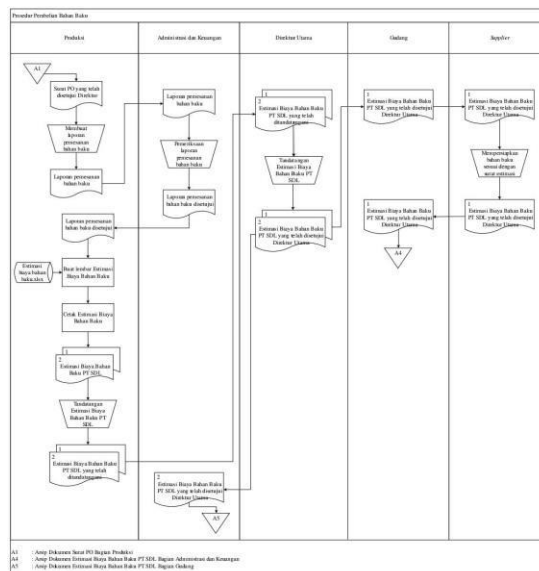 Prosedur Pembelian Bahan Baku
Produksi
Administrasi dan Keuangan
Direktur Utama
Gudang
Supplier
A1
Surat PO yang telah
disetujui Direktur
Membuat
laporan
pemesanan
bahan baku
Laporan pemesanan
bahan baku
Laporan pemesanan
bahan baku disetujui
Estimasi
Biaya bahan
baku.xlsx
Buat lembar Estimasi
Biaya Bahan Baku
Cetak Estimasi Biaya
Bahan Baku
1
2
Estimasi Biaya Bahan
Baku PT SDL
Tandatangan
Estimasi Biaya
Bahan Baku PT
SDL
1
2
Estimasi Biaya Bahan Baku
PT SDL yang telah
ditandatangani
Laporan pemesanan
bahan baku
Pemeriksaan
laporan
pemesanan
bahan baku
Laporan pemesanan
bahan baku disetujui
2
Estimasi Biaya Bahan Baku
PT SDL yang telah disetujui
Direktur Utama
A5
1
2
Estimasi Biaya Bahan Baku
PT SDL yang telah
ditandatangani
Tandatangan
Estimasi Biaya
Bahan Baku PT
SDL
1
2
Estimasi Biaya Bahan Baku
PT SDL yang telah disetujui
Direktur Utama
1
Estimasi Biaya Bahan Baku
PT SDL yang telah disetujui
Direktur Utama
1
Estimasi Biaya Bahan Baku
PT SDL yang telah disetujui
Direktur Utama
A4
1
Estimasi Biaya Bahan Baku
PT SDL yang telah disetujui
Direktur Utama
Mempersiapkan
bahan baku
sesuai dengan
surat estimasi
1
Estimasi Biaya Bahan Baku
PT SDL yang telah disetujui
Direktur Utama
A1 : Arsip Dokumen Surat PO Bagian Produksi
A4 : Arsip Dokumen Estimasi Biaya Bahan Baku PT SDL Bagian Administrasi dan Keuangan
A5 : Arsip Dokumen Estimasi Biaya Bahan Baku PT SDL Bagian Gudang